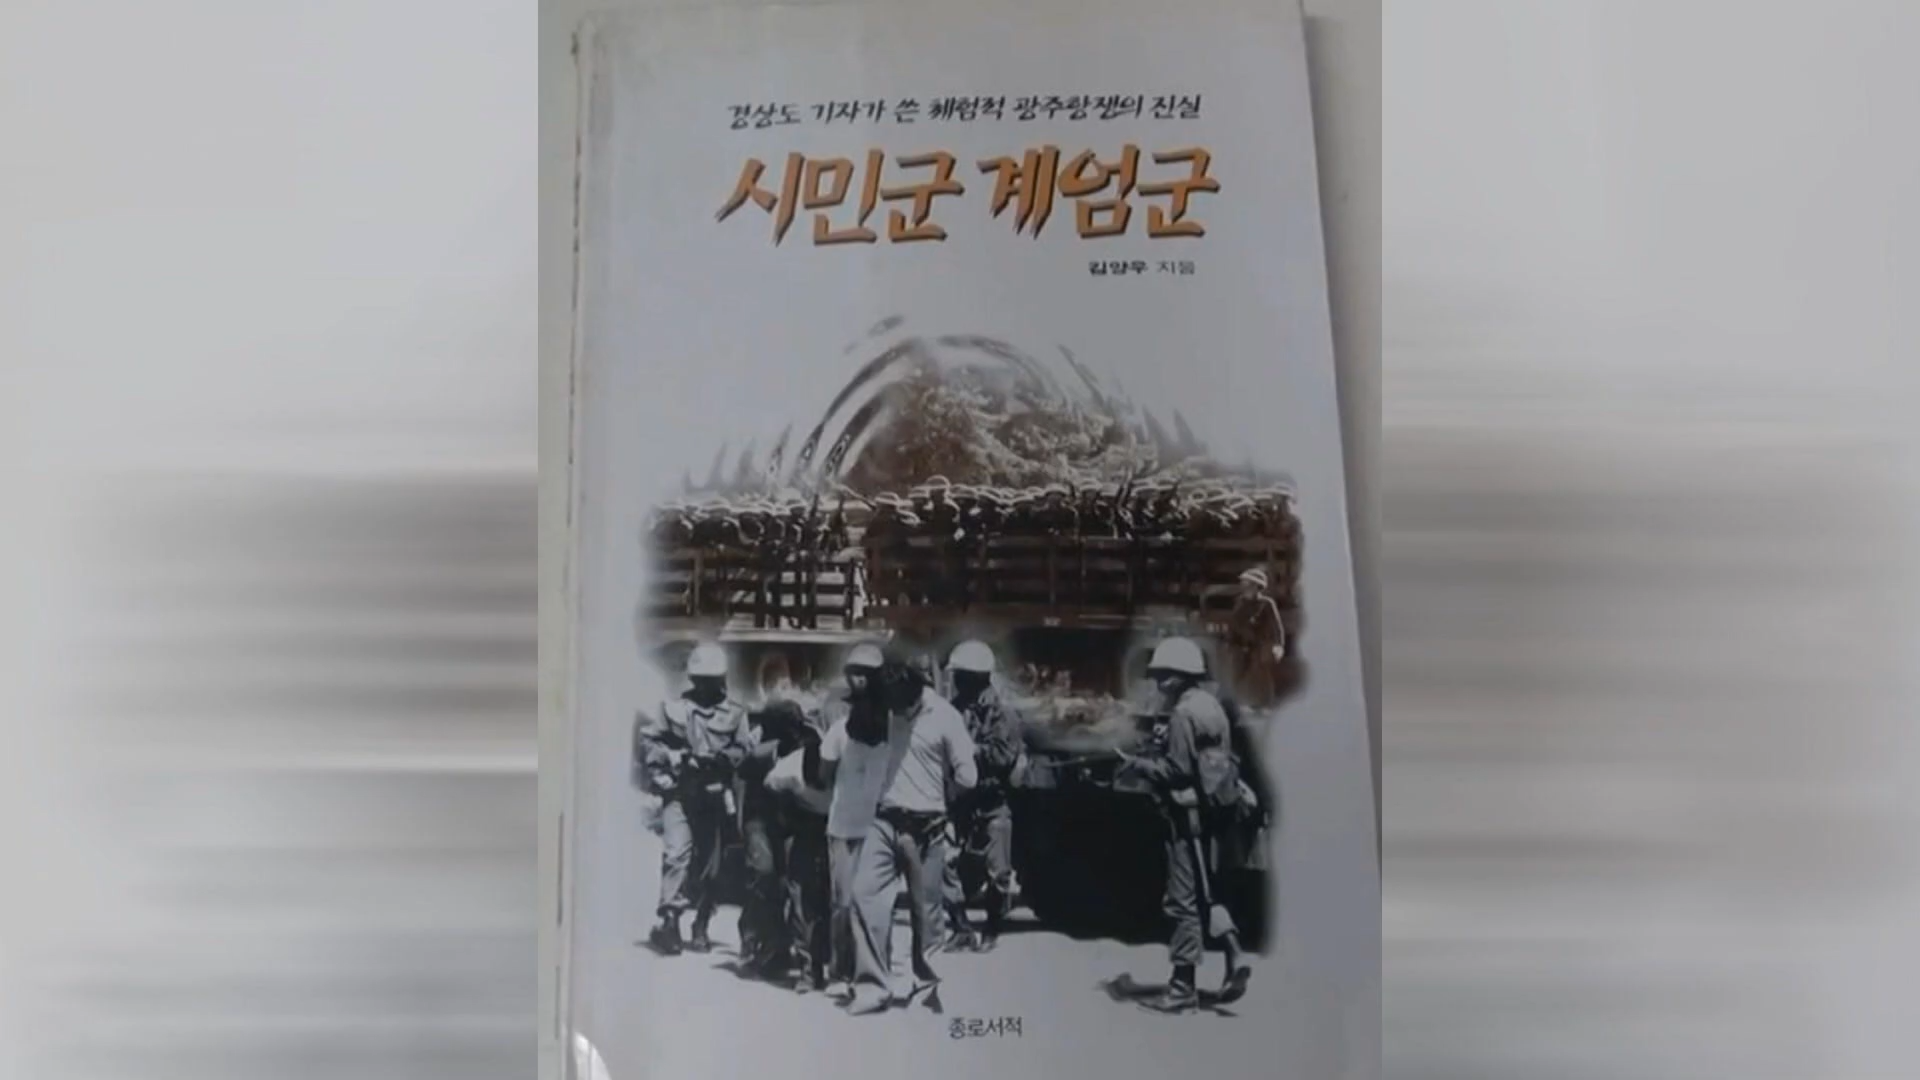 경상도 기자가 쓴 체험적 광주항쟁의 진실
시민군 계엄군
김양우 지음
종로서적